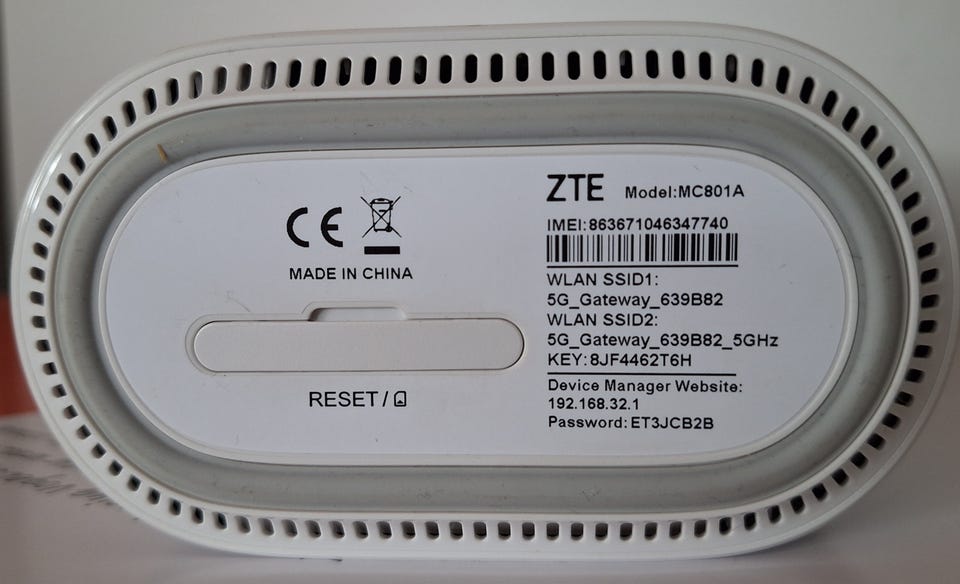 CE
MADE IN CHINA
RESET /
ZTE Model:MC801A
IMEI:863671046347740
WLAN SSID1:
5G_Gateway_639B82
WLAN SSID2:
5G_Gateway_639B82_5GHz
KEY:8JF4462T6H
Device Manager Website:
192.168.32.1
Password:ET3JCB2B